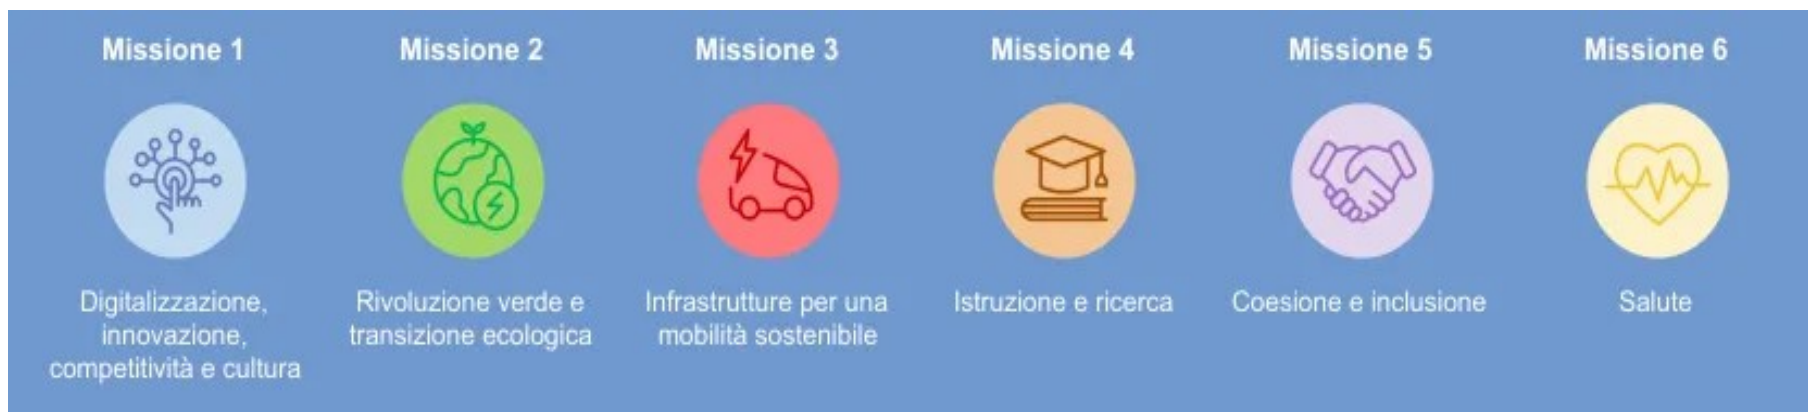 Missione 1
Digitalizzazione,
innovazione,
competitività e cultura
Missione 2
Rivoluzione verde e
transizione ecologica
Missione 3
Infrastrutture per una
mobilità sostenibile
Missione 4
Istruzione e ricerca
Missione 5
Coesione e inclusione
Missione 6
Salute